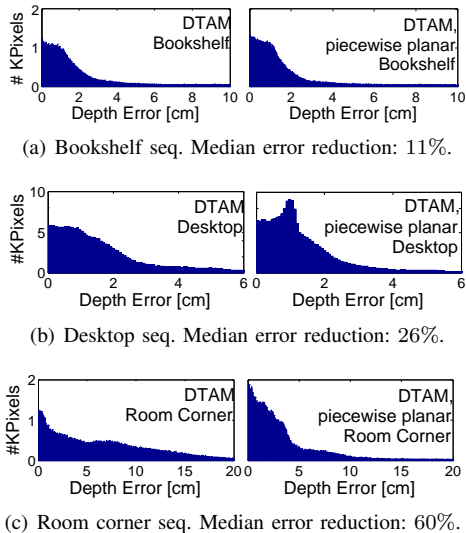 2
1
0
# KPixels
DTAM
Bookshelf
0 2 4 6 8 10
Depth Error [cm]
DTAM,
piecewise planar
Bookshelf
0 2 4 6 8 10
Depth Error [cm]
(a) Bookshelf seq. Median error reduction: 11%.
10
5
0
#KPixels
DTAM
Desktop
0 2 4 6
Depth Error [cm]
DTAM,
piecewise planar
Desktop
0 2 4 6
Depth Error [cm]
(b) Desktop seq. Median error reduction: 26%.
2
1
0
#KPixels
DTAM
Room Corner
0 5 10 15 20
Depth Error [cm]
DTAM,
piecewise planar
Room Corner
0 5 10 15 20
Depth Error [cm]
(c) Room corner seq. Median error reduction: 60%.